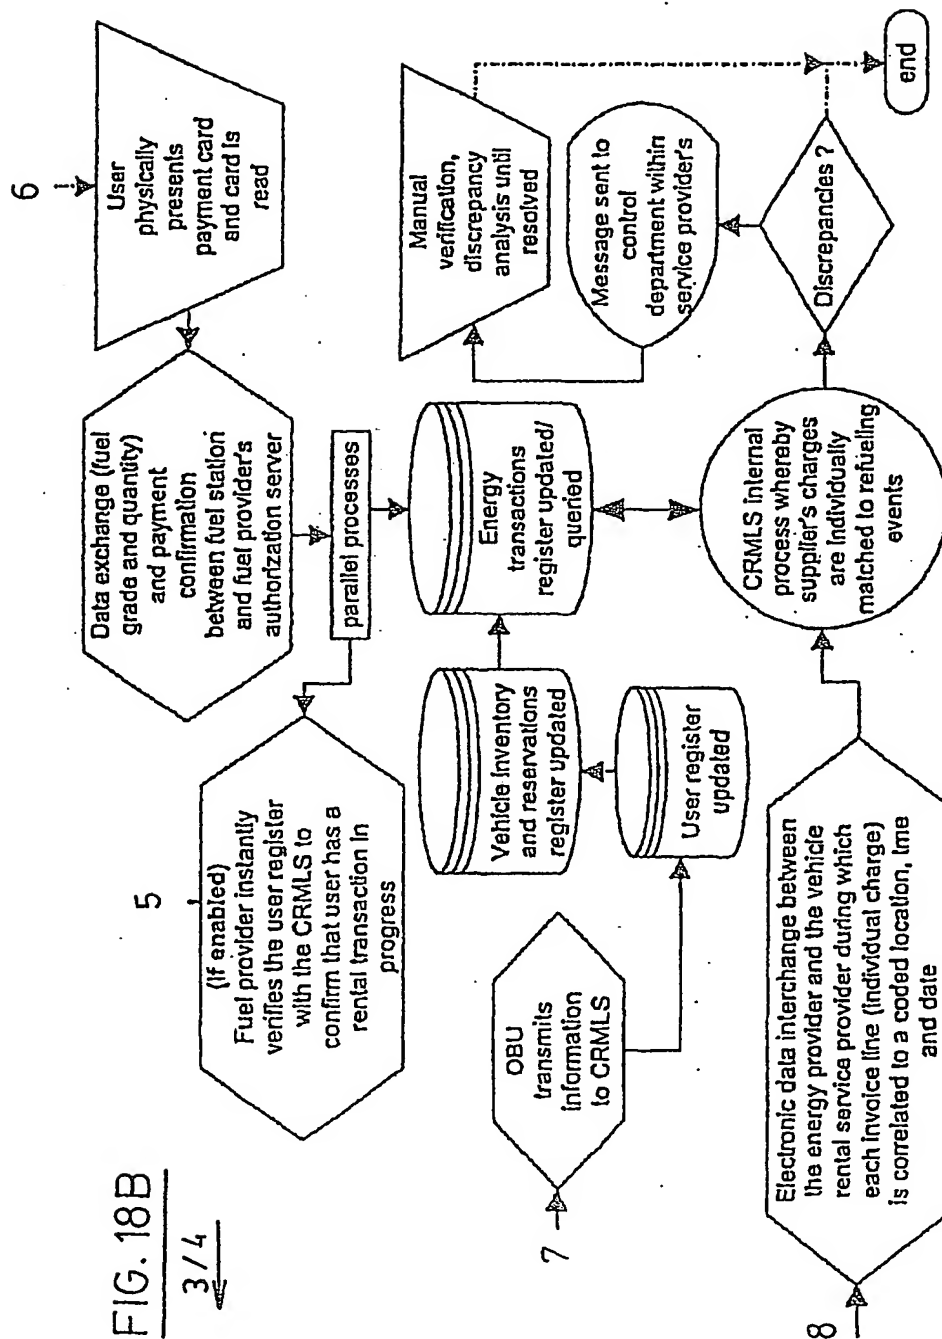 FIG. 18B
3/4
5
6
(If enabled)
Fuel provider instantly
verifies the user register
with the CRMLS to
confirm that user has a
rental transaction in
progress
Data exchange (fuel
grade and quantity)
and payment
confirmation
between fuel station
and fuel provider's
authorization server
User
physically
presents
payment card
and card is
read
parallel processes
7
OBU
transmits
information
to CRMLS
Vehicle Inventory
and reservations
register updated
User register
updated
Energy
transactions
register updated/
queried
Manual
verification,
discrepancy
analysis until
resolved
Message sent to
control
department within
service provider's
8
Electronic data interchange between
the energy provider and the vehicle
rental service provider during which
each invoice line (individual charge)
is correlated to a coded location, tme
and date
CRMLS internal
process whereby
supplier's charges
are individually
matched to refueling
events
Discrepancies ?
end